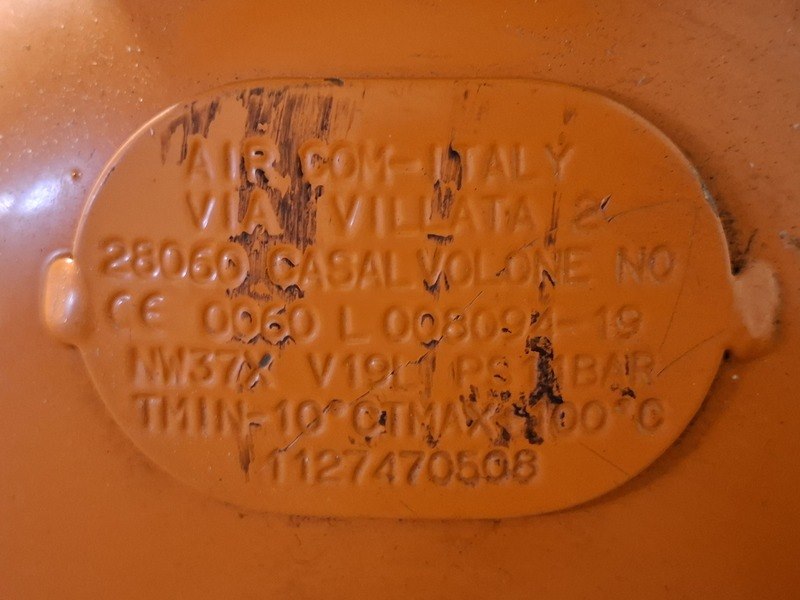 AIR COM-ITALY
VIA VILLATA 2
28060 CASALVOLONE NO
CE 0060 L 008094-19
NW37X V19L PS 11BAR
TMIN-10°C TMAX+100°C
1127470508